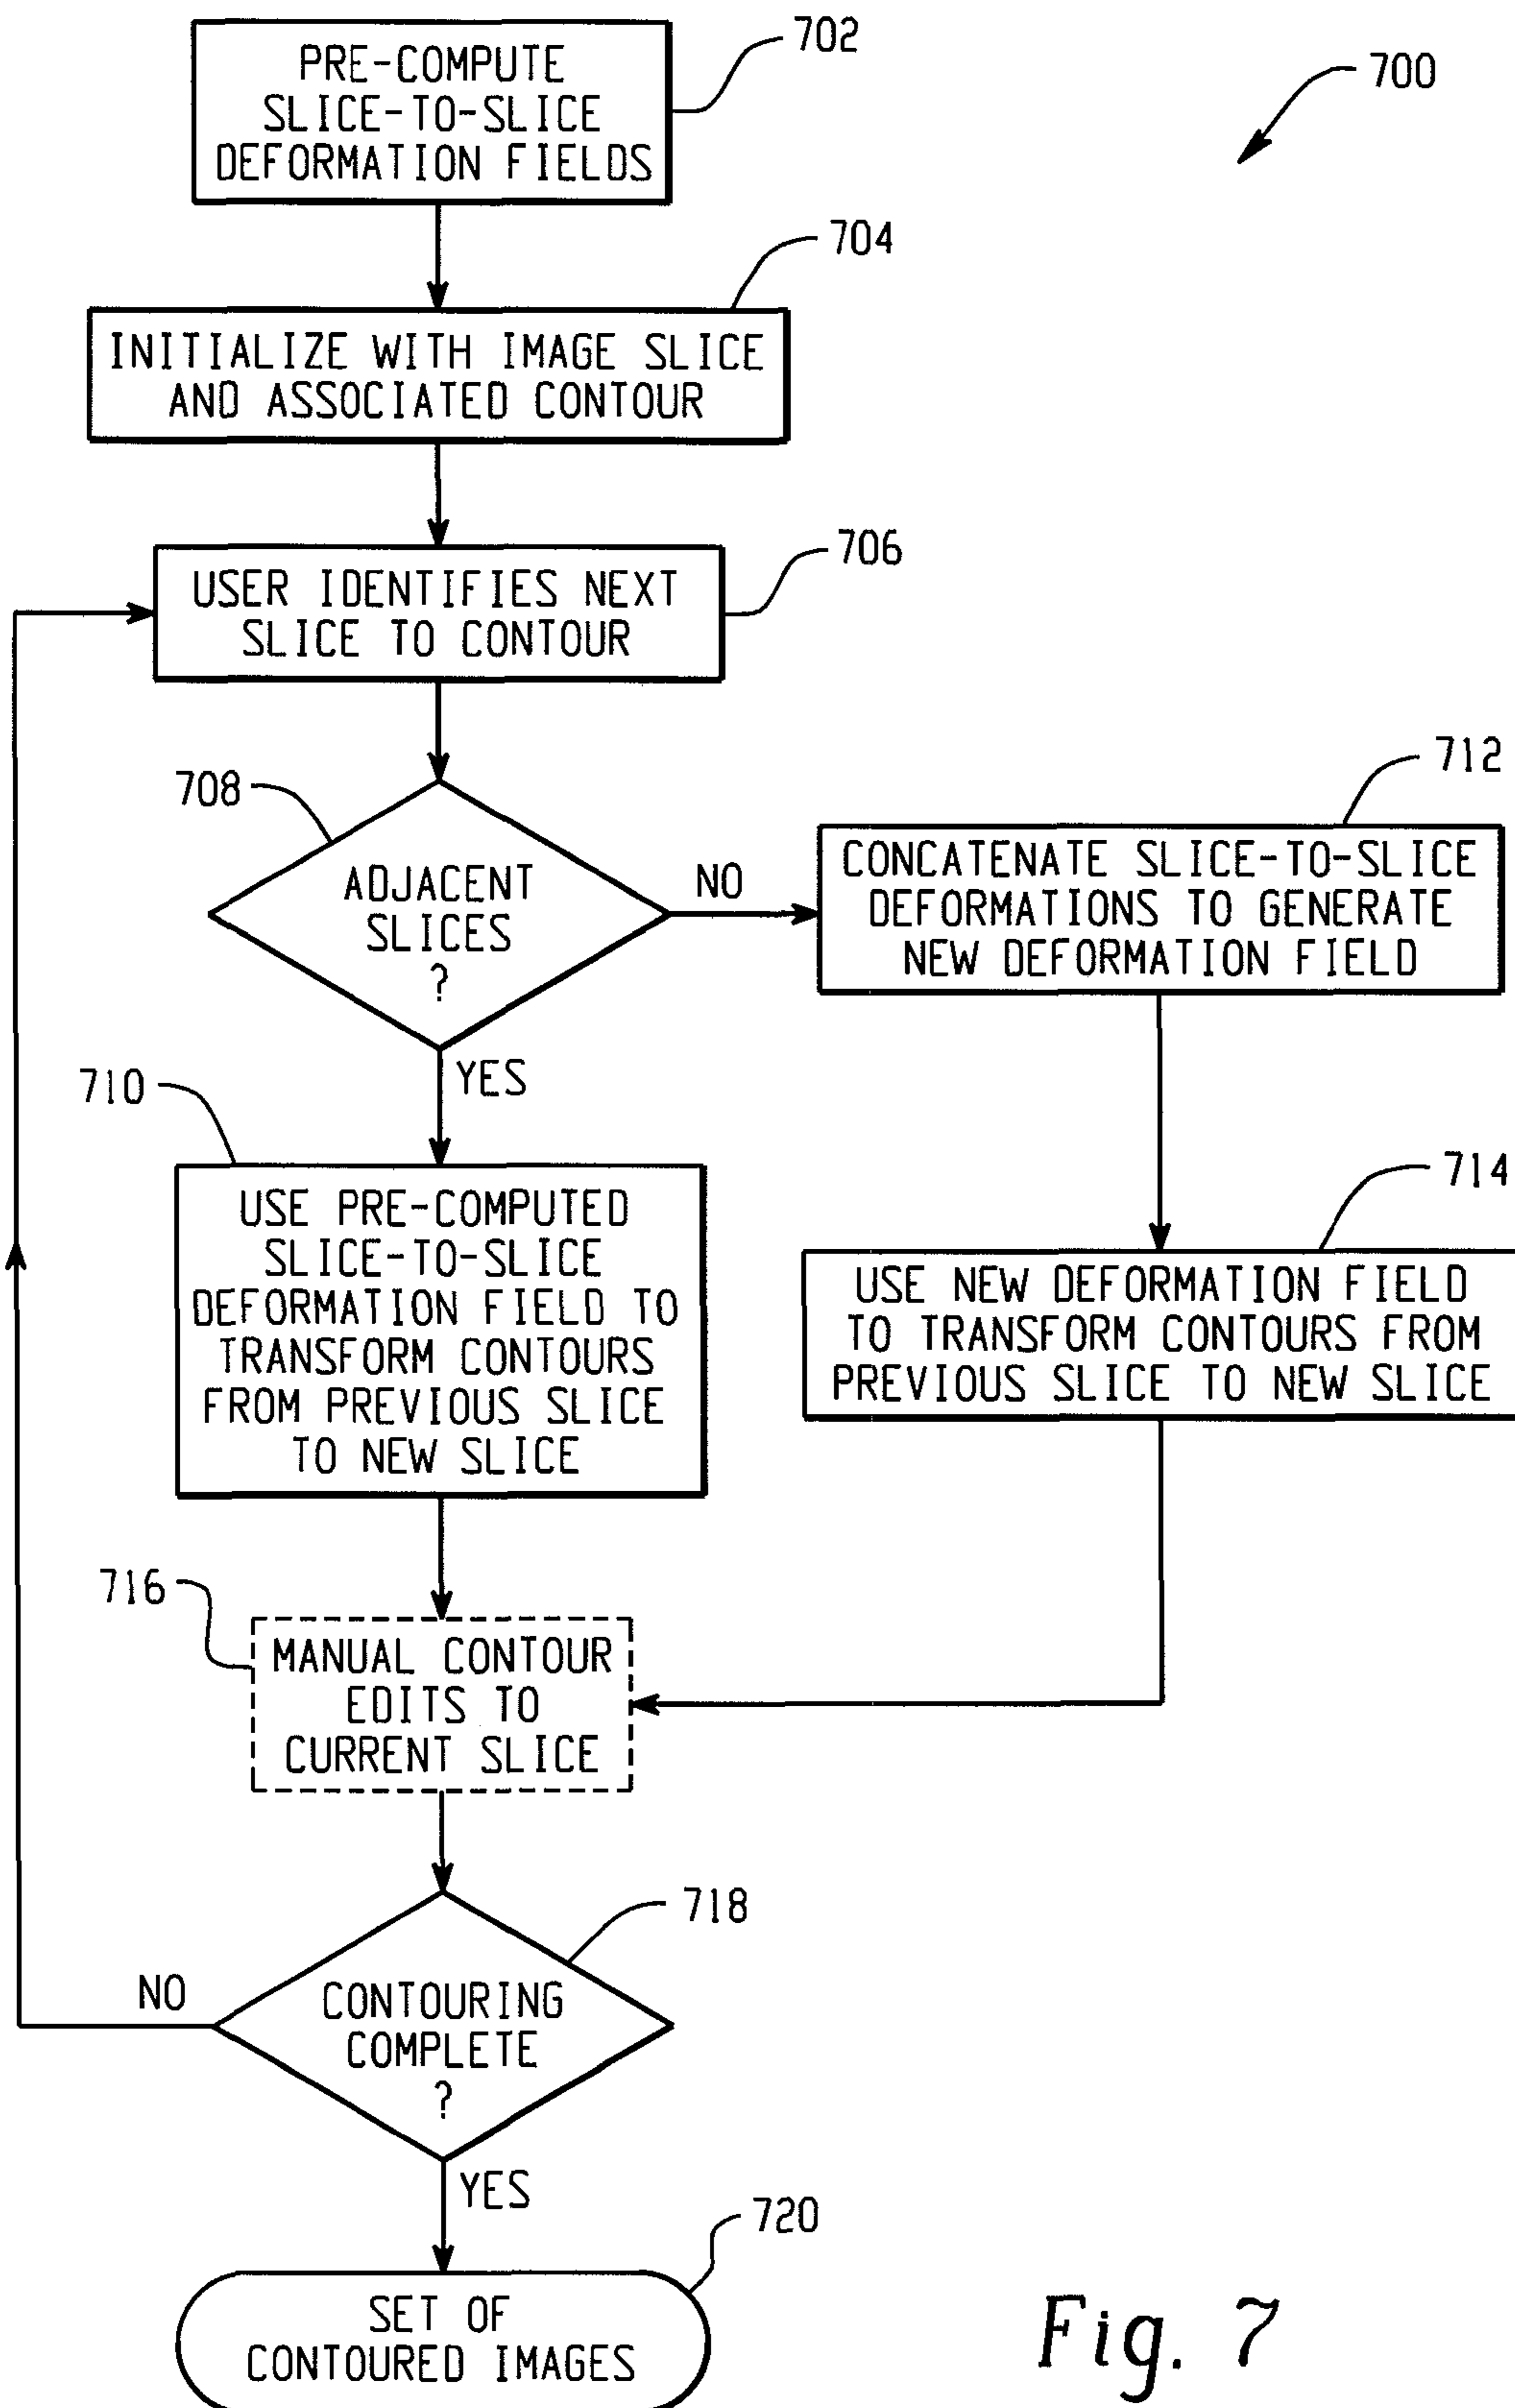 702
PRE-COMPUTE
SLICE-TO-SLICE
DEFORMATION FIELDS
700
704
INITIALIZE WITH IMAGE SLICE
AND ASSOCIATED CONTOUR
706
USER IDENTIFIES NEXT
SLICE TO CONTOUR
708
ADJACENT
SLICES
?
NO
712
CONCATENATE SLICE-TO-SLICE
DEFORMATIONS TO GENERATE
NEW DEFORMATION FIELD
YES
710
USE PRE-COMPUTED
SLICE-TO-SLICE
DEFORMATION FIELD TO
TRANSFORM CONTOURS
FROM PREVIOUS SLICE
TO NEW SLICE
714
USE NEW DEFORMATION FIELD
TO TRANSFORM CONTOURS FROM
PREVIOUS SLICE TO NEW SLICE
716
MANUAL CONTOUR
EDITS TO
CURRENT SLICE
718
CONTOURING
COMPLETE
?
NO
YES
720
SET OF
CONTOURED IMAGES
Fig. 7